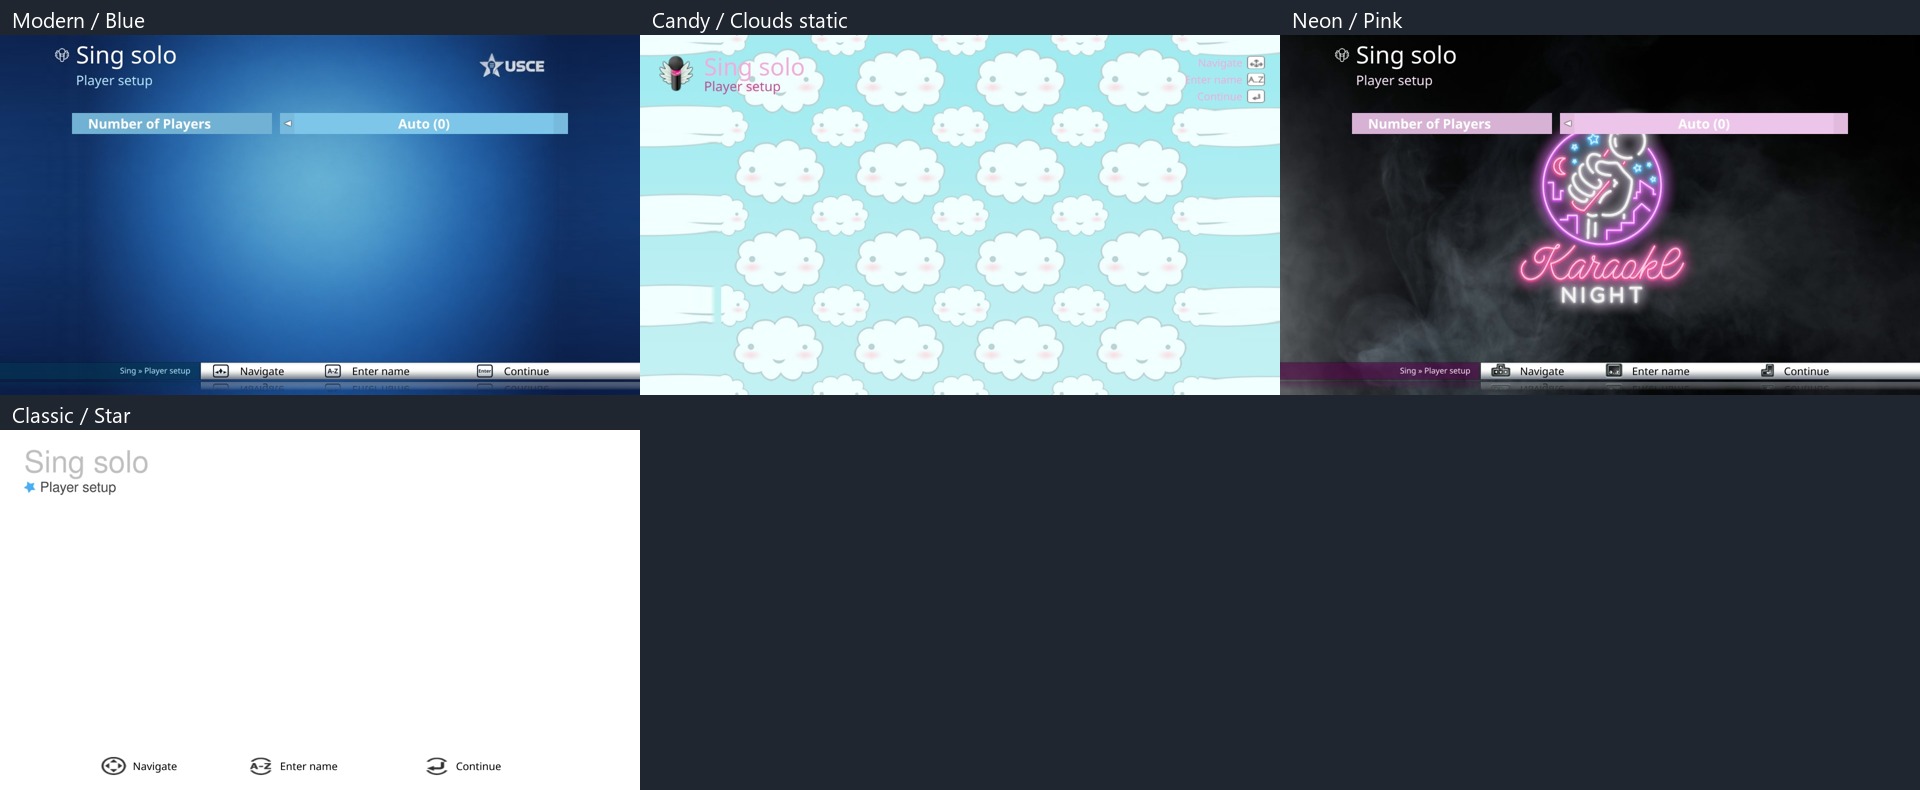 Modern / Blue
Sing solo
Player setup
USCE
Number of Players
Auto (0)
Sing » Player setup
Navigate
A-Z
Enter name
Enter
Continue
Candy / Clouds static
Sing solo
Player setup
Navigate
Enter name
A..Z
Continue
Neon / Pink
Sing solo
Player setup
Number of Players
Auto (0)
Karaoke
NIGHT
Sing » Player setup
Navigate
Enter name
Continue
Classic / Star
Sing solo
Player setup
Navigate
A-Z
Enter name
Continue